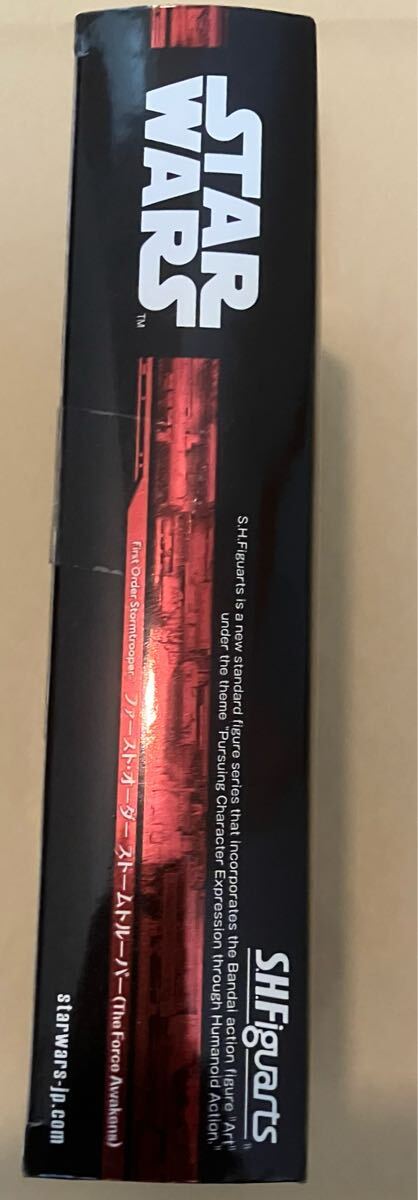 STAR
WARS
TM
S.H.Figuarts is a new standard figure series that incorporates the Bandai action figure "Art"
under the theme "Pursuing Character Expression through Humanoid Action."
First Order Stormtrooper ファースト・オーダー ストームトルーパー(The Force Awakens)
S.H.Figuarts
starwars-jp.com